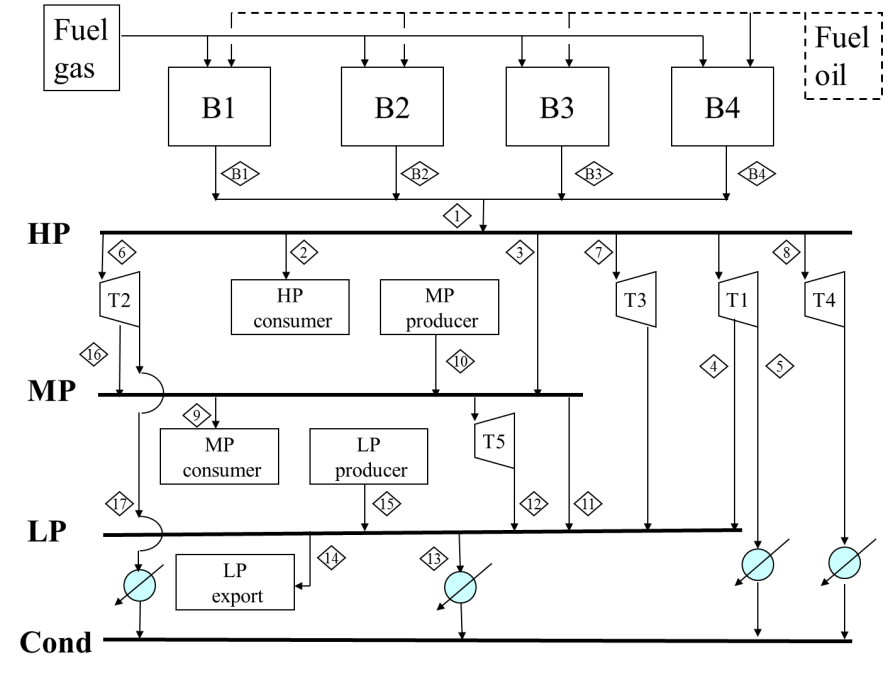 Fuel
gas
Fuel
oil
B1
B2
B3
B4
B1
B2
B3
B4
1
HP
6
2
3
7
8
T2
HP
consumer
MP
producer
T3
T1
T4
16
10
4
5
MP
9
MP
consumer
LP
producer
T5
17
15
12
11
LP
14
13
LP
export
Cond